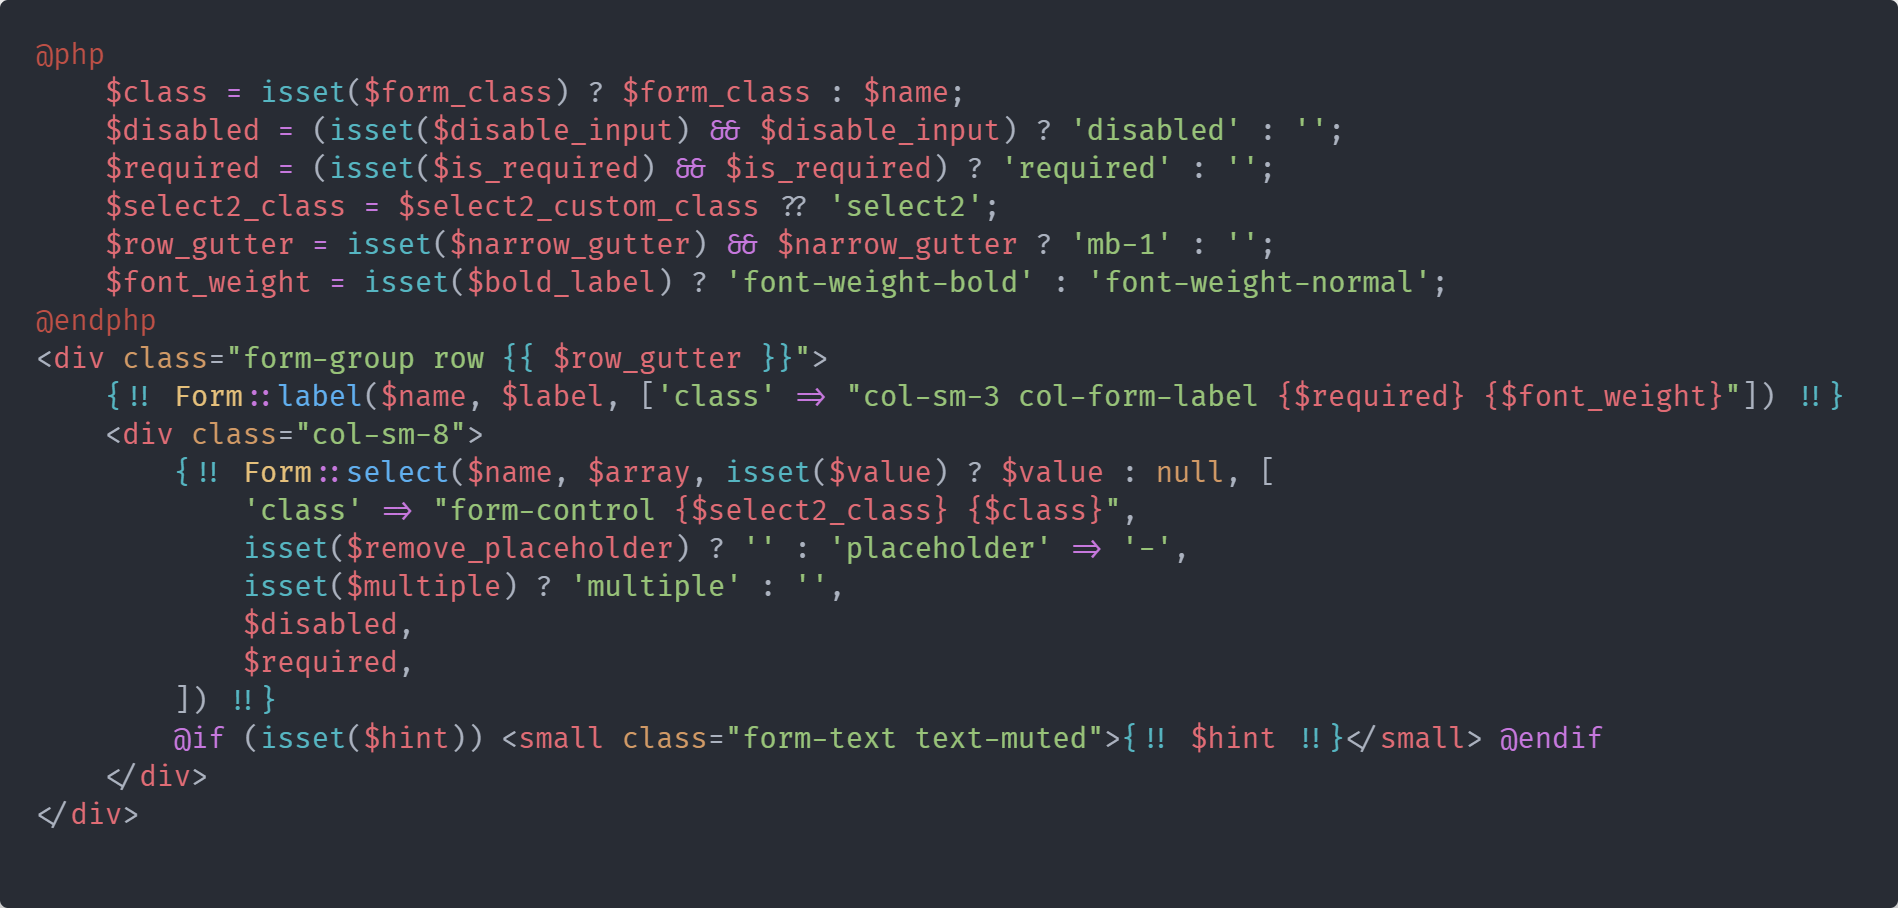 @php
    $class = isset($form_class) ? $form_class : $name;
    $disabled = (isset($disable_input) && $disable_input) ? 'disabled' : '';
    $required = (isset($is_required) && $is_required) ? 'required' : '';
    $select2_class = $select2_custom_class ?? 'select2';
    $row_gutter = isset($narrow_gutter) && $narrow_gutter ? 'mb-1' : '';
    $font_weight = isset($bold_label) ? 'font-weight-bold' : 'font-weight-normal';
@endphp
<div class="form-group row {{ $row_gutter }}">
    {!! Form::label($name, $label, ['class' => "col-sm-3 col-form-label {$required} {$font_weight}"]) !!}
    <div class="col-sm-8">
        {!! Form::select($name, $array, isset($value) ? $value : null, [
            'class' => "form-control {$select2_class} {$class}",
            isset($remove_placeholder) ? '' : 'placeholder' => '-',
            isset($multiple) ? 'multiple' : '',
            $disabled,
            $required,
        ]) !!}
        @if (isset($hint)) <small class="form-text text-muted">{!! $hint !!}</small> @endif
    </div>
</div>